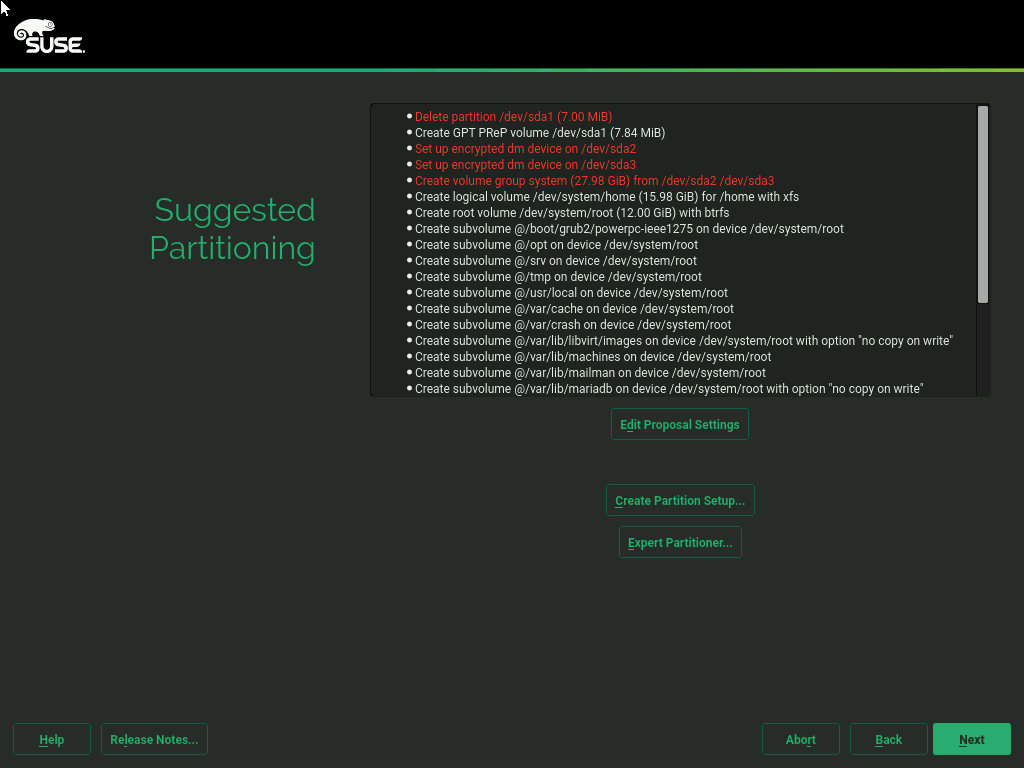 SUSE.
Suggested
Partitioning
Delete partition /dev/sda1 (7.00 MiB)
Create GPT PReP volume /dev/sda1 (7.84 MiB)
Set up encrypted dm device on /dev/sda2
Set up encrypted dm device on /dev/sda3
Create volume group system (27.98 GiB) from /dev/sda2 /dev/sda3
Create logical volume /dev/system/home (15.98 GiB) for /home with xfs
Create root volume /dev/system/root (12.00 GiB) with btrfs
Create subvolume @/boot/grub2/powerpc-ieee1275 on device /dev/system/root
Create subvolume @/opt on device /dev/system/root
Create subvolume @/srv on device /dev/system/root
Create subvolume @/tmp on device /dev/system/root
Create subvolume @/usr/local on device /dev/system/root
Create subvolume @/var/cache on device /dev/system/root
Create subvolume @/var/crash on device /dev/system/root
Create subvolume @/var/lib/libvirt/images on device /dev/system/root with option "no copy on write"
Create subvolume @/var/lib/machines on device /dev/system/root
Create subvolume @/var/lib/mailman on device /dev/system/root
Create subvolume @/var/lib/mariadb on device /dev/system/root with option "no copy on write"
Edit Proposal Settings
Create Partition Setup...
Expert Partitioner...
Help
Release Notes...
Abort
Back
Next